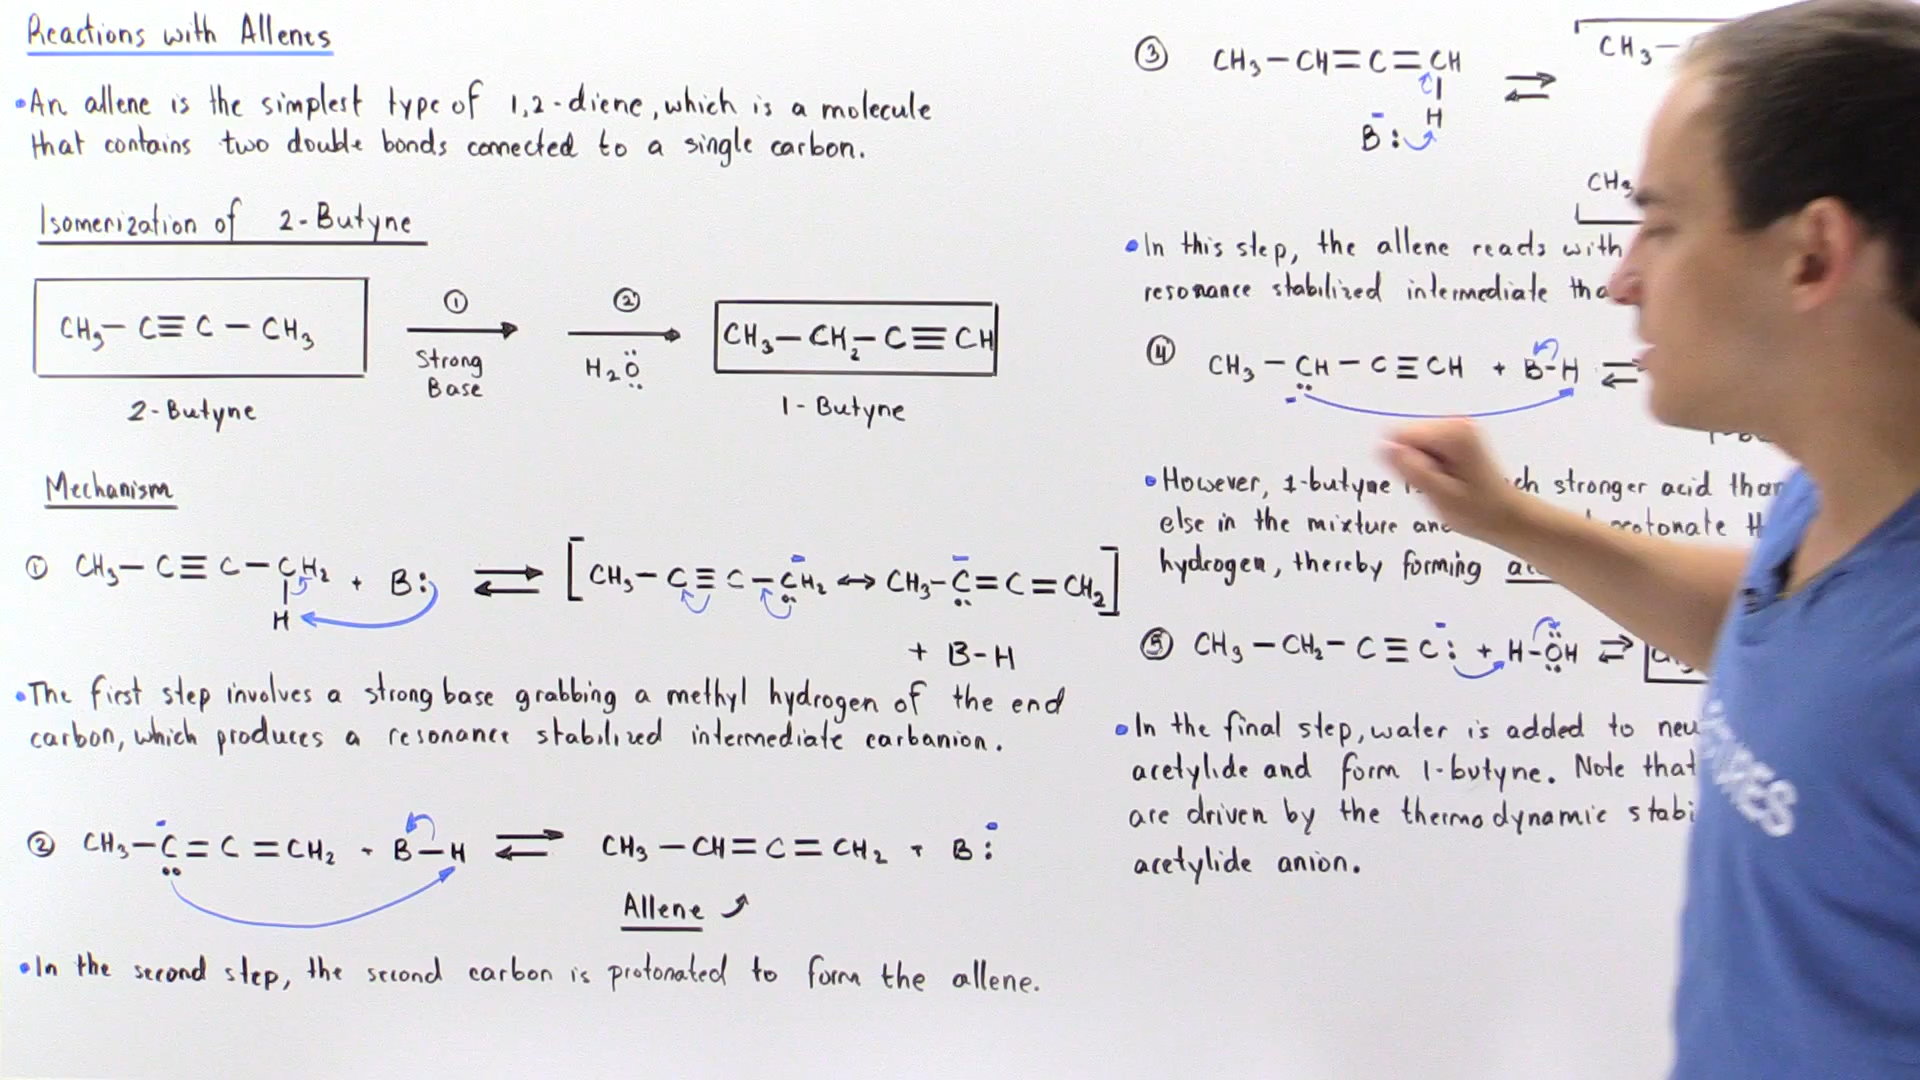 Reactions with Allenes
•An allene is the simplest type of 1,2-diene, which is a molecule
that contains two double bonds connected to a single carbon.
Isomerization of 2-Butyne
CH₃–C≡C–CH₃
①
Strong
Base
②
H₂Ö:
CH₃–CH₂–C≡CH
2-Butyne
1-Butyne
Mechanism
① CH₃–C≡C–CH₂ + B: ⇌ [CH₃–C≡C–C̄H₂ ↔ CH₃–C̄=C=CH₂]
H
+ B-H
•The first step involves a strong base grabbing a methyl hydrogen of the end
carbon, which produces a resonance stabilized intermediate carbanion.
② CH₃–C̄=C=CH₂ + B–H ⇌ CH₃–CH=C=CH₂ + B:⁻
Allene
•In the second step, the second carbon is protonated to form the allene.
③ CH₃–CH=C=CH ⇌ CH₃–
H
B:⁻
CH₃
•In this step, the allene reacts with
resonance stabilized intermediate
④ CH₃–CH–C≡CH + B-H ⇌
•However, 1-butyne stronger acid than
else in the mixture
hydrogen, thereby forming
⑤ CH₃–CH₂–C≡C:⁻ + H-ÖH ⇌
•In the final step, water is added to
acetylide and form 1-butyne. Note that
are driven by the thermodynamic
acetylide anion.